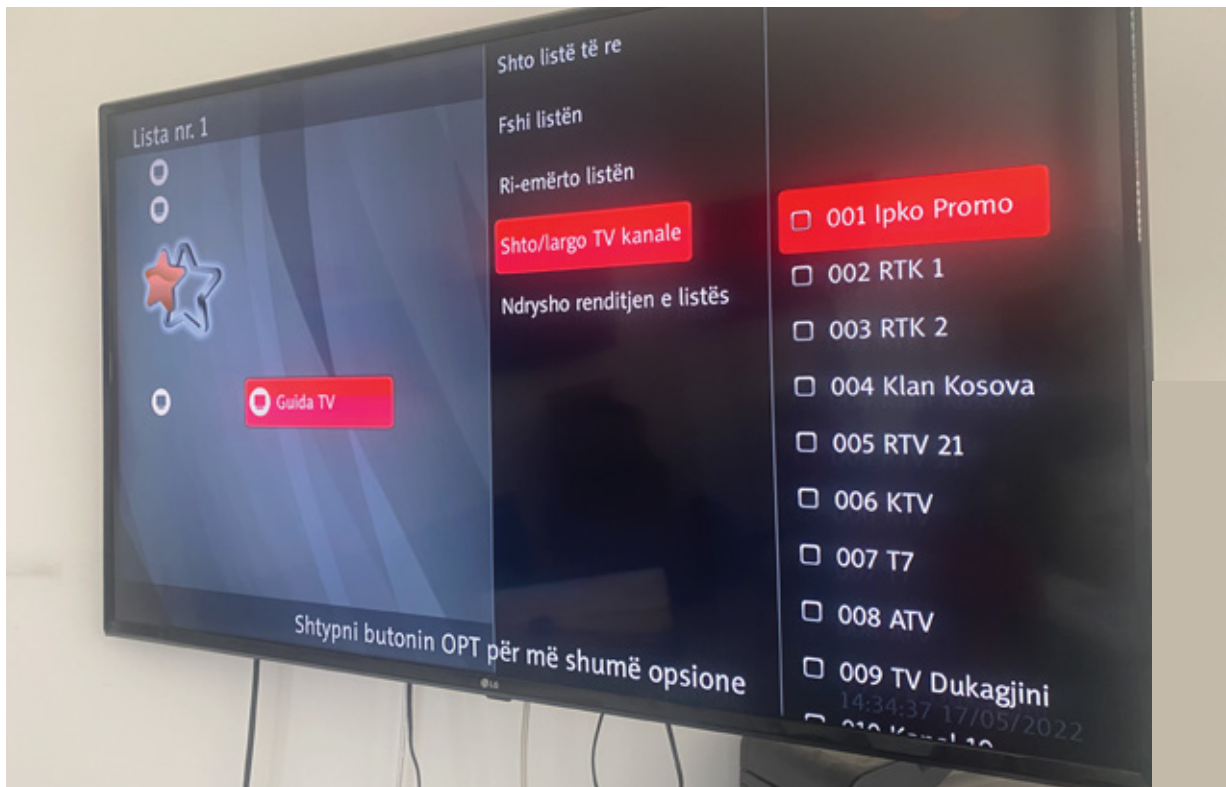 Lista nr. 1
Guida TV
Shto listë të re
Fshi listën
Ri-emërto listën
Shto/largo TV kanale
Ndrysho renditjen e listës
001 Ipko Promo
002 RTK 1
003 RTK 2
004 Klan Kosova
005 RTV 21
006 KTV
007 T7
008 ATV
009 TV Dukagjini
14:34:37 17/05/2022
010 Kanal 10
Shtypni butonin OPT për më shumë opsione
LG